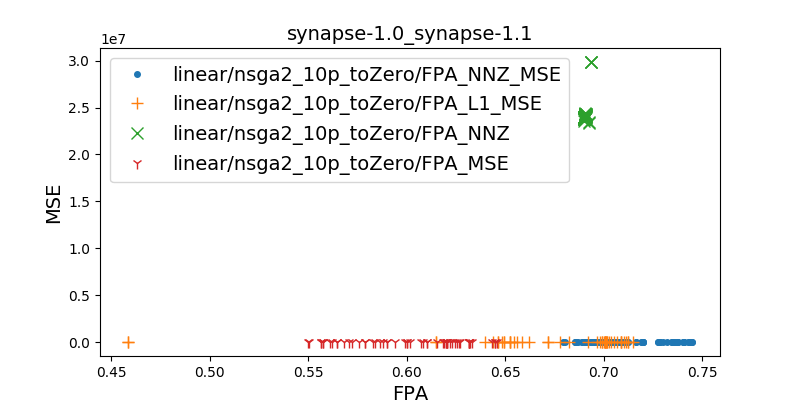 synapse-1.0_synapse-1.1
1e7
3.0
2.5
2.0
1.5
1.0
0.5
0.0
MSE
linear/nsga2_10p_toZero/FPA_NNZ_MSE
linear/nsga2_10p_toZero/FPA_L1_MSE
linear/nsga2_10p_toZero/FPA_NNZ
linear/nsga2_10p_toZero/FPA_MSE
0.45 0.50 0.55 0.60 0.65 0.70 0.75
FPA